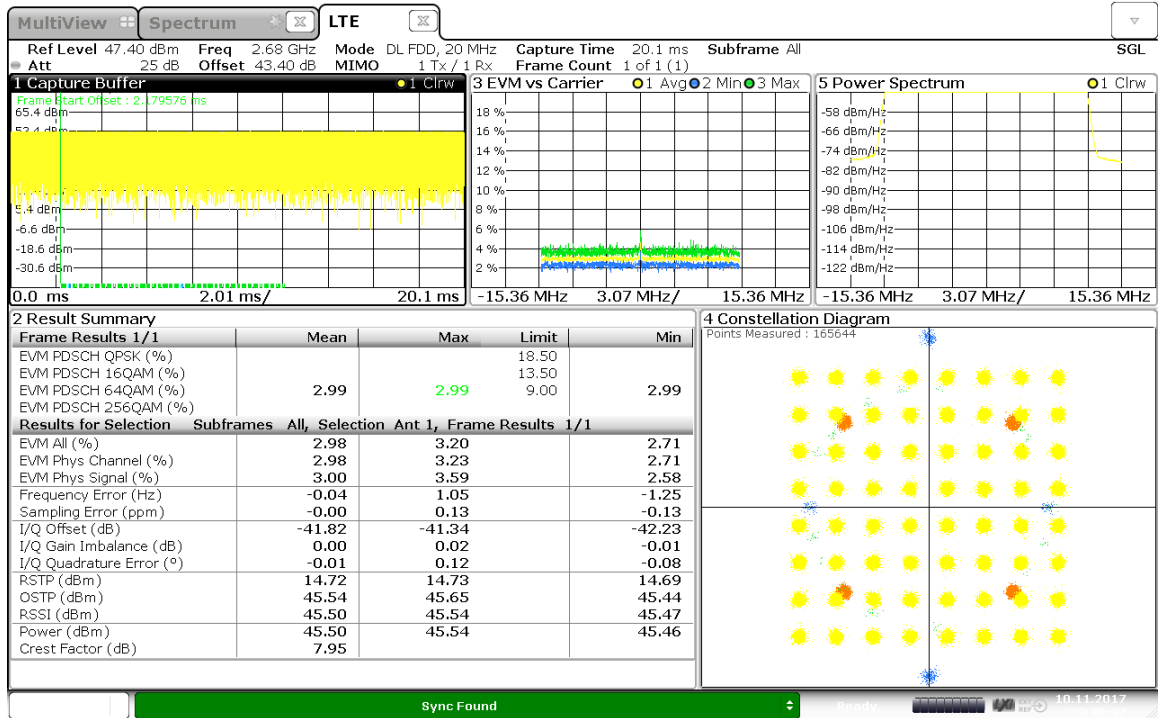 MultiView Spectrum LTE
Ref Level 47.40 dBm Freq 2.68 GHz Mode DL FDD, 20 MHz Capture Time 20.1 ms Subframe All SGL
Att 25 dB Offset 43.40 dB MIMO 1 Tx / 1 Rx Frame Count 1 of 1 (1)
1 Capture Buffer 1 Clrw
Frame Start Offset : 2.179576 ms
65.4 dBm
53.4 dBm
5.4 dBm
-6.6 dBm
-18.6 dBm
-30.6 dBm
0.0 ms 2.01 ms/ 20.1 ms
3 EVM vs Carrier 1 Avg 2 Min 3 Max
18 %
16 %
14 %
12 %
10 %
8 %
6 %
4 %
2 %
-15.36 MHz 3.07 MHz/ 15.36 MHz
5 Power Spectrum 1 Clrw
-58 dBm/Hz
-66 dBm/Hz
-74 dBm/Hz
-82 dBm/Hz
-90 dBm/Hz
-98 dBm/Hz
-106 dBm/Hz
-114 dBm/Hz
-122 dBm/Hz
-15.36 MHz 3.07 MHz/ 15.36 MHz
2 Result Summary
Frame Results 1/1 Mean Max Limit Min
EVM PDSCH QPSK (%) 18.50
EVM PDSCH 16QAM (%) 13.50
EVM PDSCH 64QAM (%) 2.99 2.99 9.00 2.99
EVM PDSCH 256QAM (%)
Results for Selection Subframes All, Selection Ant 1, Frame Results 1/1
EVM All (%) 2.98 3.20 2.71
EVM Phys Channel (%) 2.98 3.23 2.71
EVM Phys Signal (%) 3.00 3.59 2.58
Frequency Error (Hz) -0.04 1.05 -1.25
Sampling Error (ppm) -0.00 0.13 -0.13
I/Q Offset (dB) -41.82 -41.34 -42.23
I/Q Gain Imbalance (dB) 0.00 0.02 -0.01
I/Q Quadrature Error (º) -0.01 0.12 -0.08
RSTP (dBm) 14.72 14.73 14.69
OSTP (dBm) 45.54 45.65 45.44
RSSI (dBm) 45.50 45.54 45.47
Power (dBm) 45.50 45.54 45.46
Crest Factor (dB) 7.95
4 Constellation Diagram
Points Measured : 165644
Sync Found
Ready
LXI
10.11.2017